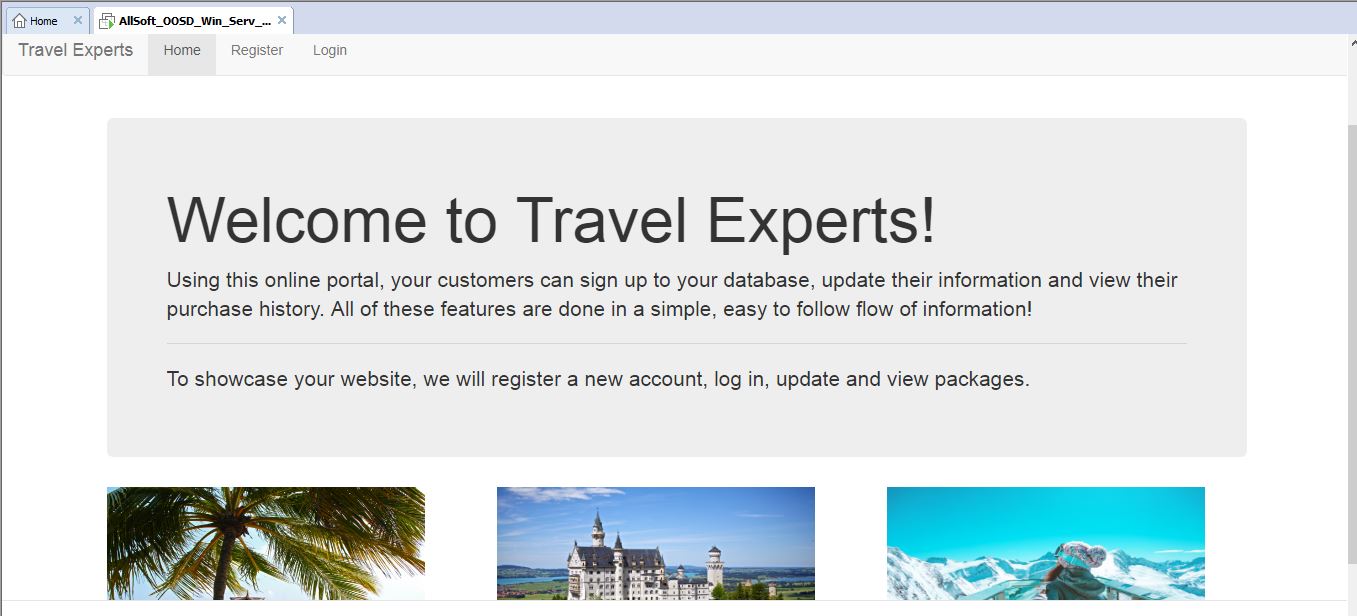 Home
AllSoft_OOSD_Win_Serv_...
Travel Experts
Home
Register
Login
Welcome to Travel Experts!
Using this online portal, your customers can sign up to your database, update their information and view their
purchase history. All of these features are done in a simple, easy to follow flow of information!
To showcase your website, we will register a new account, log in, update and view packages.